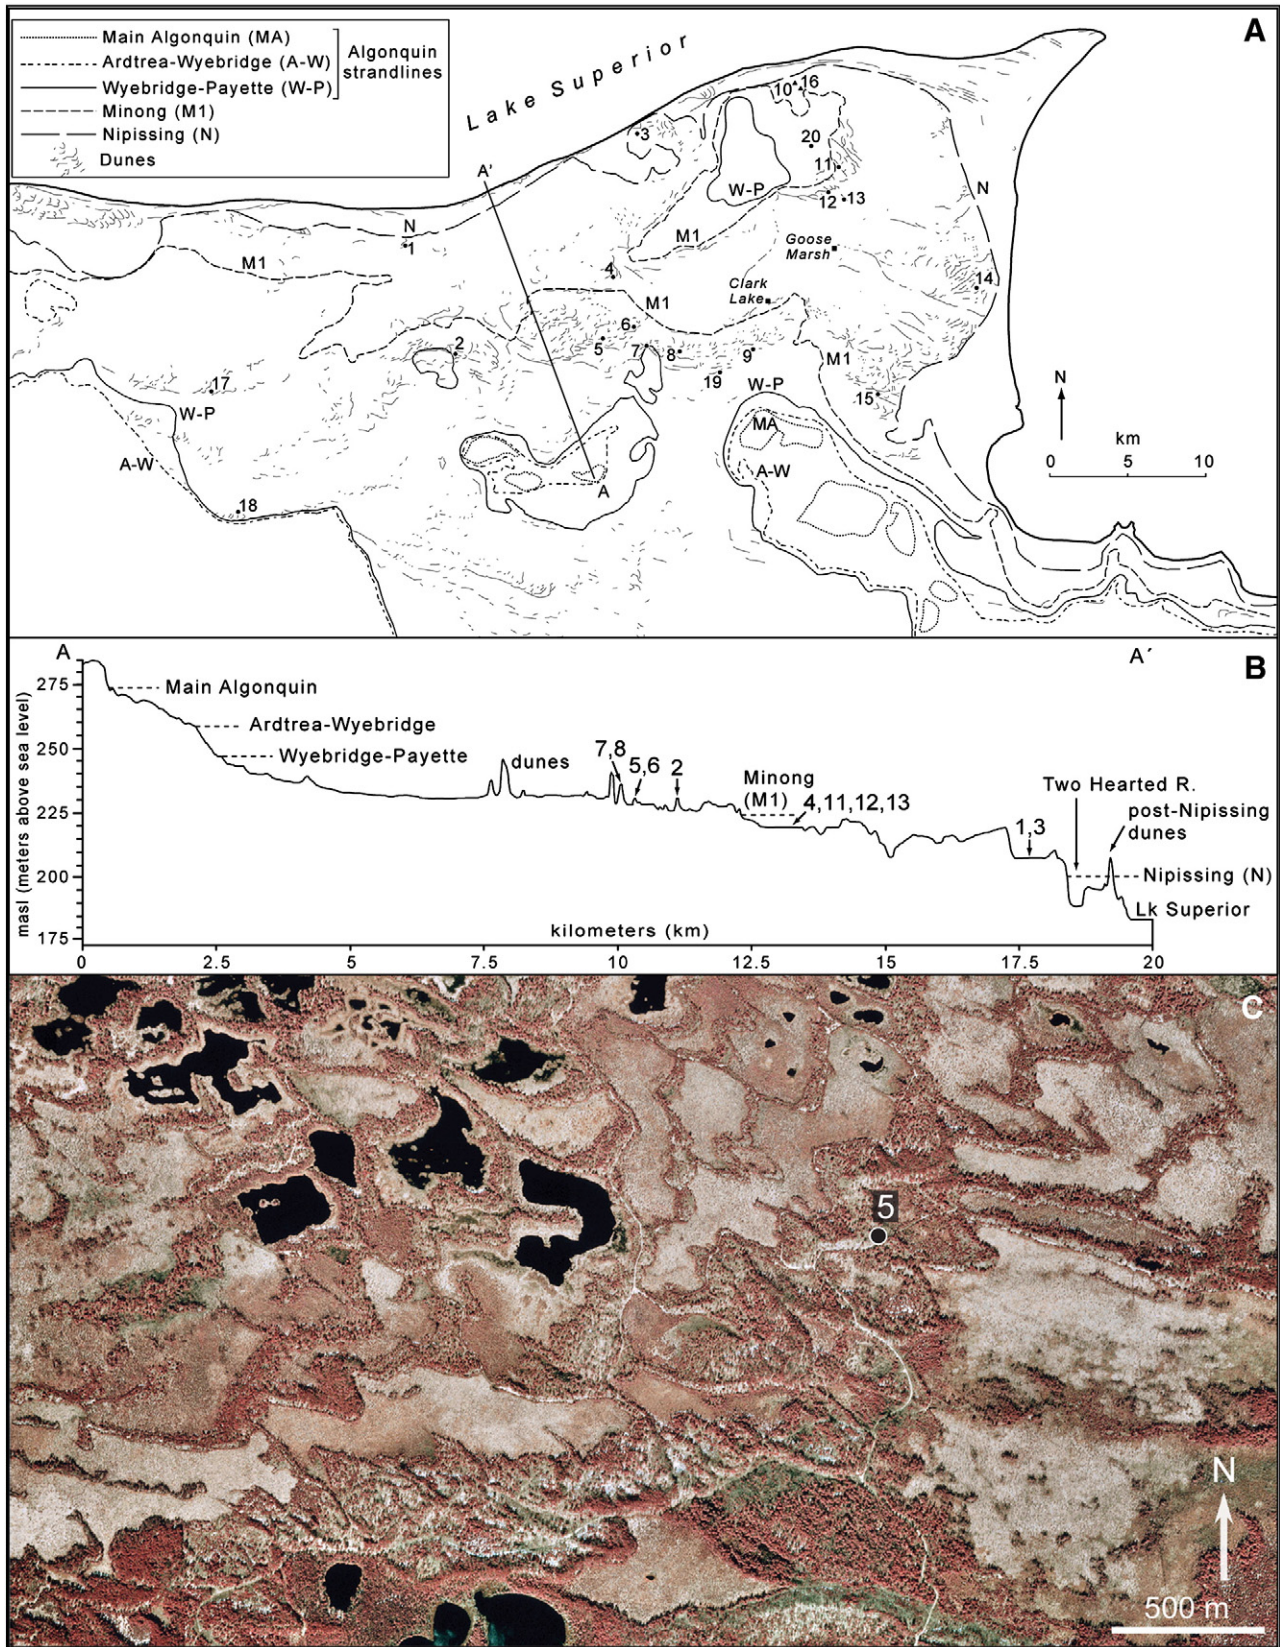 A
Main Algonquin (MA)
Ardtrea-Wyebridge (A-W)
Wyebridge-Payette (W-P)
Algonquin
strandlines
Minong (M1)
Nipissing (N)
Dunes
Lake Superior
A'
3
10 16
20
11
W-P
12 13
N
N
1
M1
M1
Goose
Marsh
4
Clark
Lake
14
M1
6
5
7
8
9
2
19
M1
W-P
15
17
W-P
MA
A-W
A-W
A
18
N
km
0 5 10
A
A´
B
masl (meters above sea level)
275
250
225
200
175
Main Algonquin
Ardtrea-Wyebridge
Wyebridge-Payette
dunes
7,8
5,6
2
Minong
(M1)
4,11,12,13
1,3
Two Hearted R.
post-Nipissing
dunes
Nipissing (N)
Lk Superior
kilometers (km)
0 2.5 5 7.5 10 12.5 15 17.5 20
C
5
N
500 m